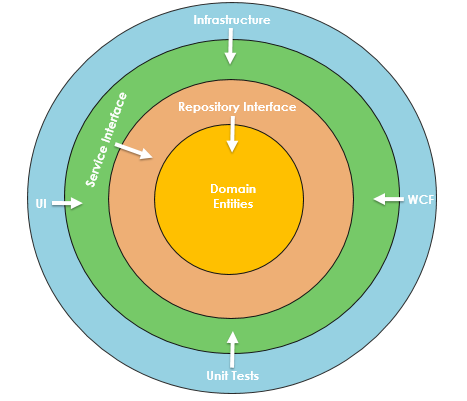 Infrastructure
Service Interface
Repository Interface
Domain
Entities
UI
WCF
Unit Tests